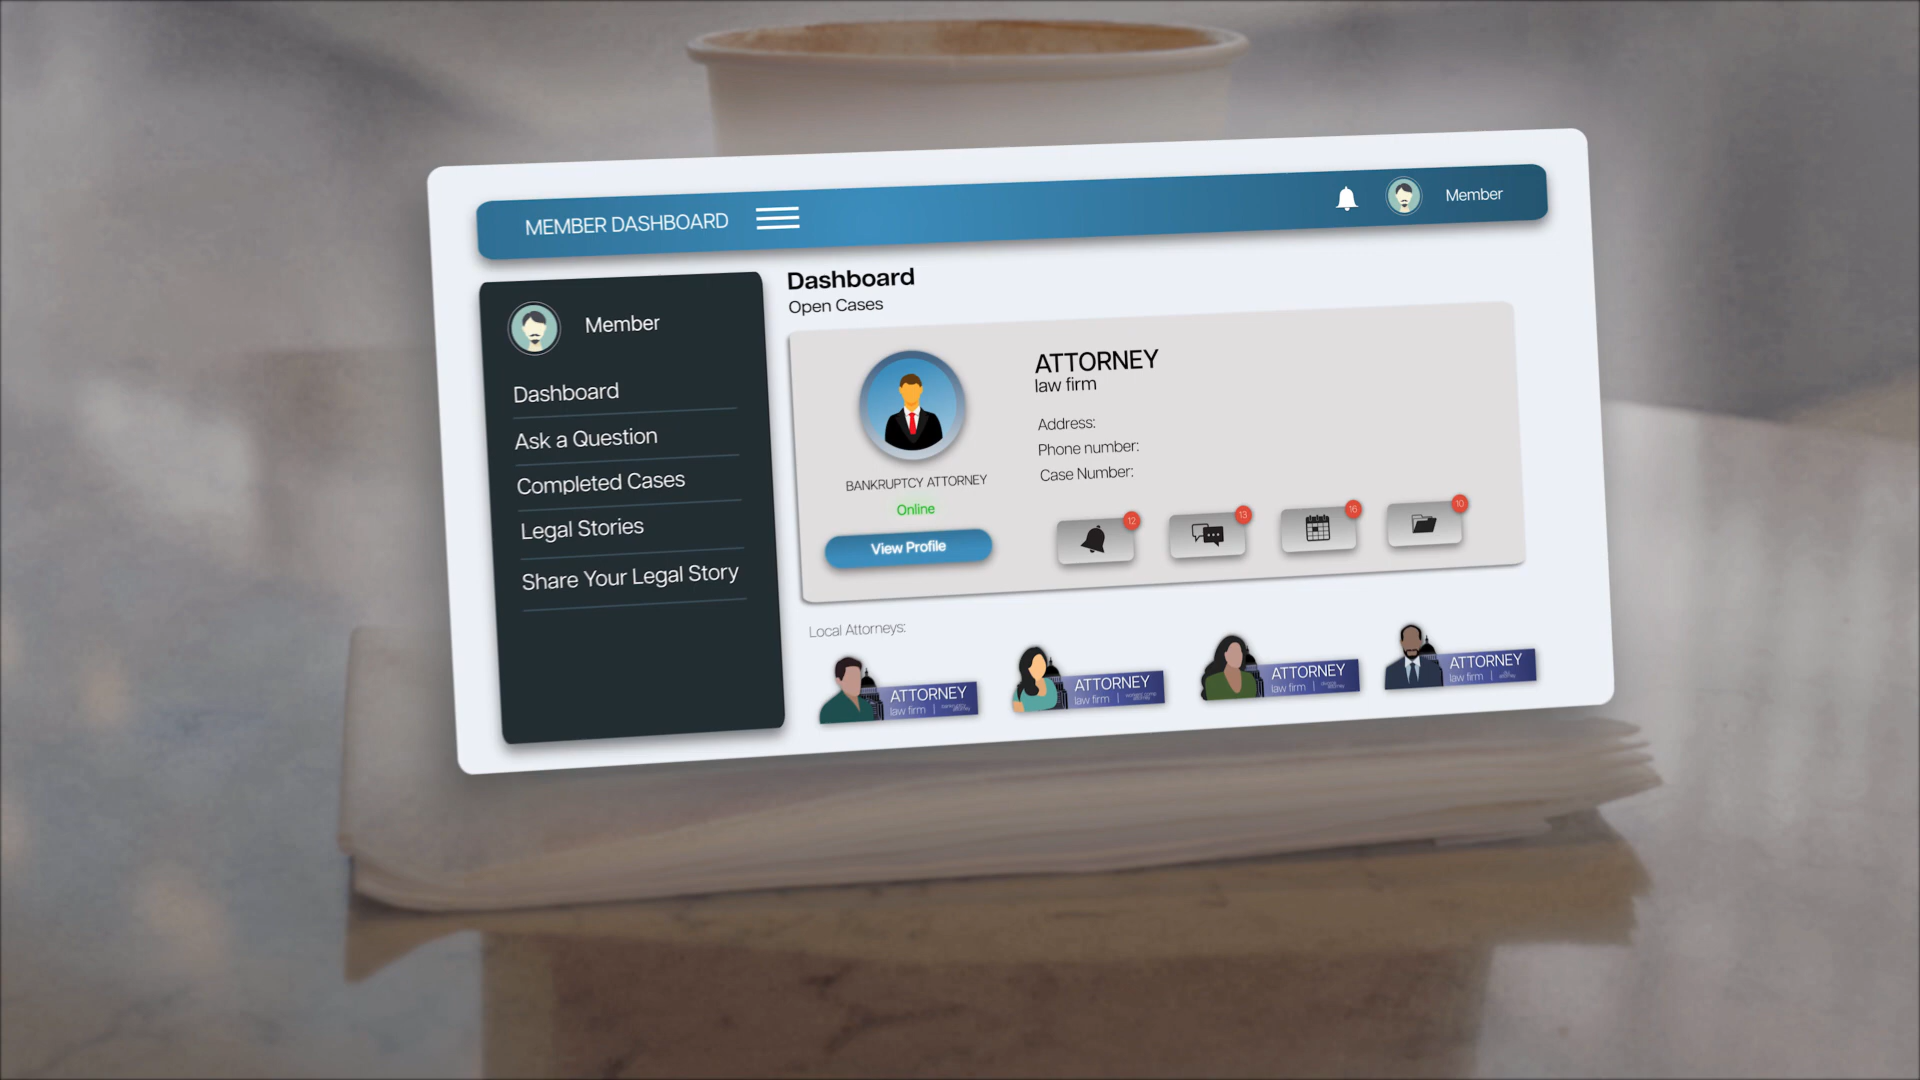 MEMBER DASHBOARD
Member
Member
Dashboard
Ask a Question
Completed Cases
Legal Stories
Share Your Legal Story
Dashboard
Open Cases
BANKRUPTCY ATTORNEY
Online
View Profile
ATTORNEY
law firm
Address:
Phone number:
Case Number:
12
13
16
10
Local Attorneys:
ATTORNEY
law firm | bankruptcy attorney
ATTORNEY
law firm |
ATTORNEY
law firm |
ATTORNEY
law firm |